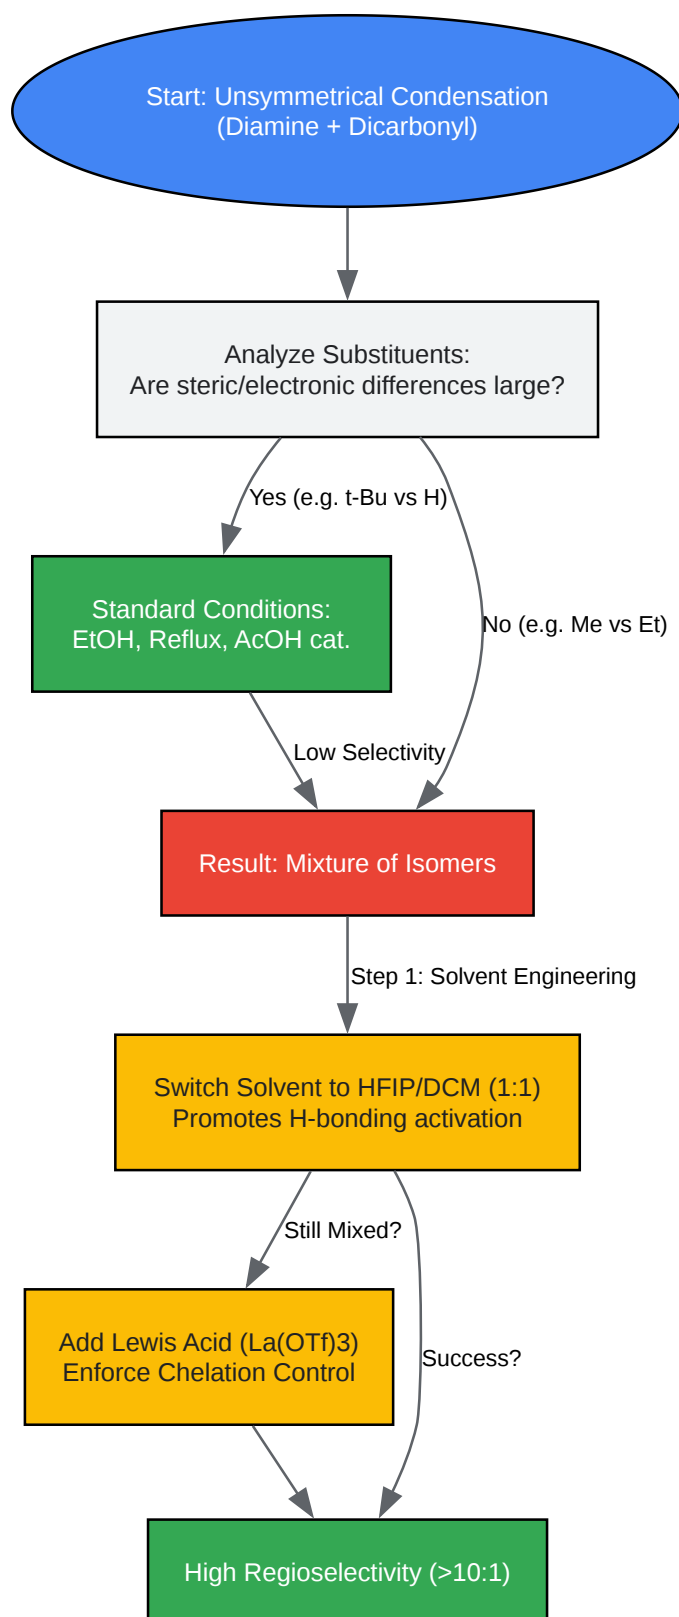 Start: Unsymmetrical Condensation
(Diamine + Dicarbonyl)
Analyze Substituents:
Are steric/electronic differences large?
Yes (e.g. t-Bu vs H)
Standard Conditions:
EtOH, Reflux, AcOH cat.
No (e.g. Me vs Et)
Low Selectivity
Result: Mixture of Isomers
Step 1: Solvent Engineering
Switch Solvent to HFIP/DCM (1:1)
Promotes H-bonding activation
Still Mixed?
Add Lewis Acid (La(OTf)3)
Enforce Chelation Control
Success?
High Regioselectivity (>10:1)